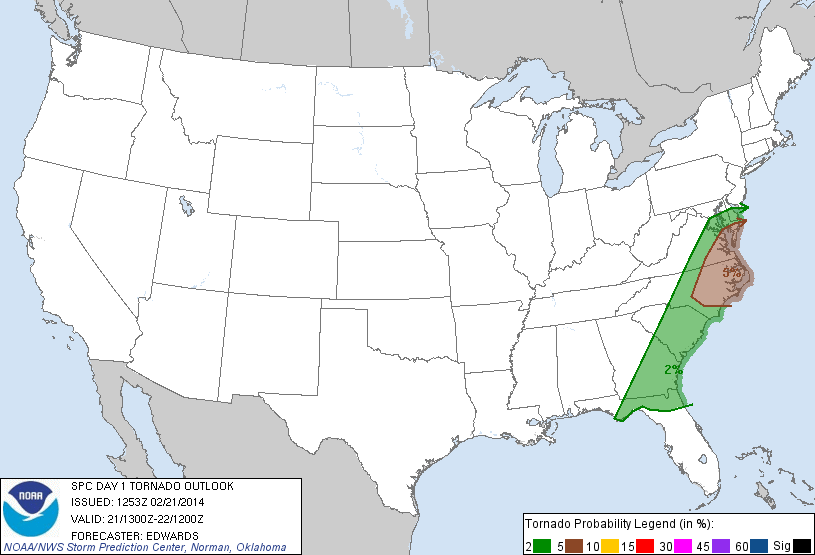 5%
2%
NOAA
SPC DAY 1 TORNADO OUTLOOK
ISSUED: 1253Z 02/21/2014
VALID: 21/1300Z-22/1200Z
FORECASTER: EDWARDS
NOAA/NWS Storm Prediction Center, Norman, Oklahoma
Tornado Probability Legend (in %):
2 5 10 15 30 45 60 Sig